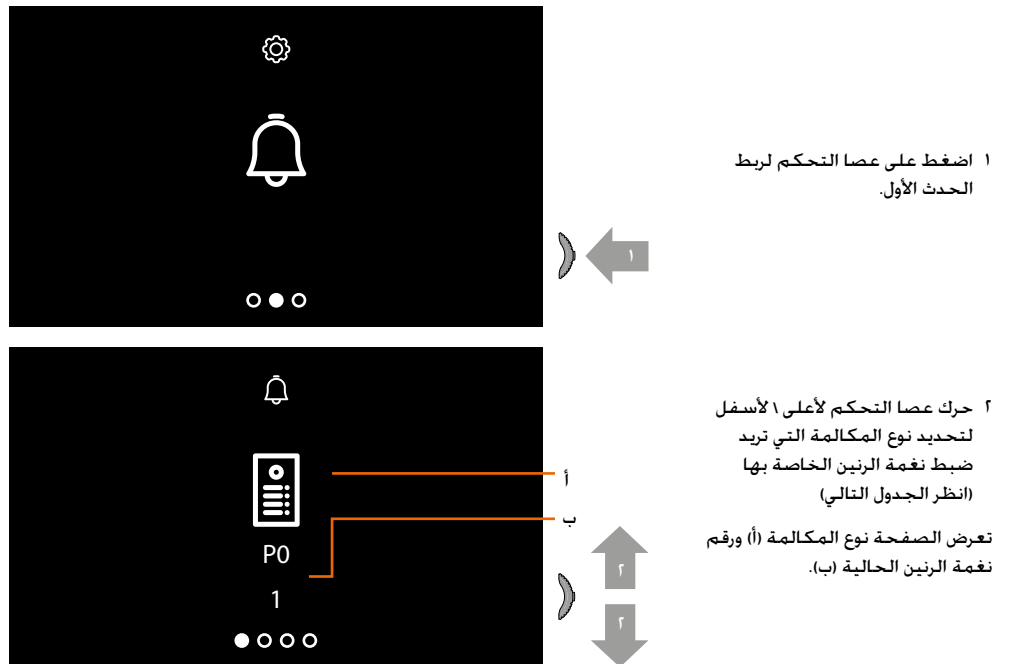 ١ اضغط على عصا التحكم لربط
الحدث الأول.
١
٢ حرك عصا التحكم لأعلى \ لأسفل
لتحديد نوع المكالمة التي تريد
ضبط نغمة الرنين الخاصة بها
(انظر الجدول التالي)
تعرض الصفحة نوع المكالمة (أ) ورقم
نغمة الرنين الحالية (ب).
أ
ب
P0
1
٢
٢